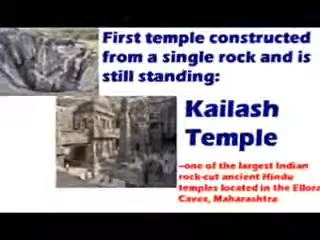 First temple constructed
from a single rock and is
still standing:
Kailash
Temple
–one of the largest Indian
rock-cut ancient Hindu
temples located in the Ellora
Caves, Maharashtra